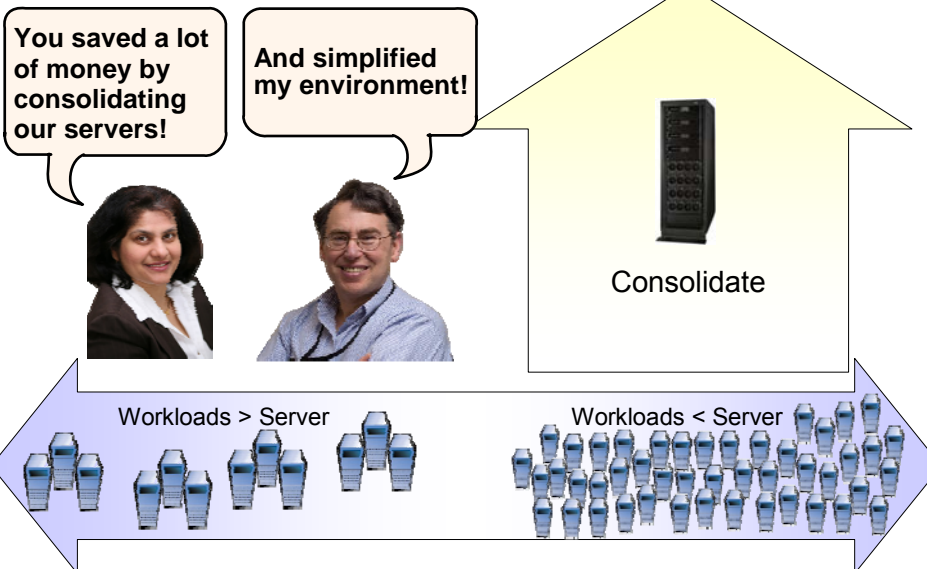 You saved a lot
of money by
consolidating
our servers!
And simplified
my environment!
Consolidate
Workloads > Server
Workloads < Server